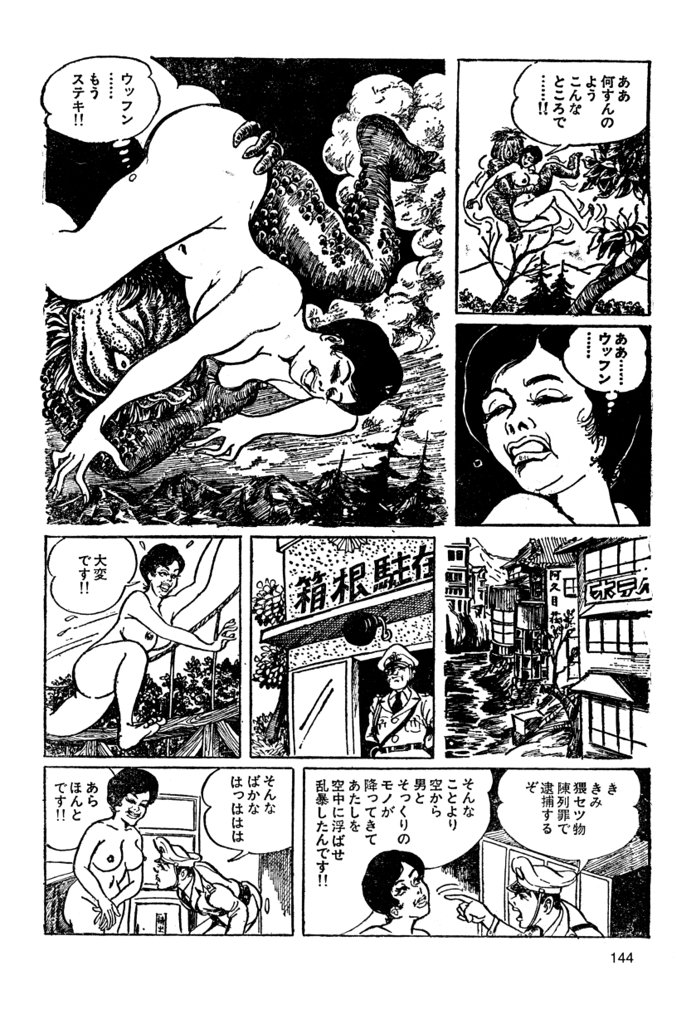 ああ
何すんの
よう
こんな
ところで
……!!
ああ……
ウッフン
……
ウッフン
……
もう
ステキ!!
阿久目荘
旅館
箱根駐在
大変
です!!
きみ
猥セツ物
陳列罪で
逮捕する
ぞ
そんな
ことより
空から
男と
そっくりの
モノが
降ってきて
あたしを
空中に浮ばせ
乱暴したんです!!
そんな
ばかな
はっははは
あら
ほんと
です!!
144